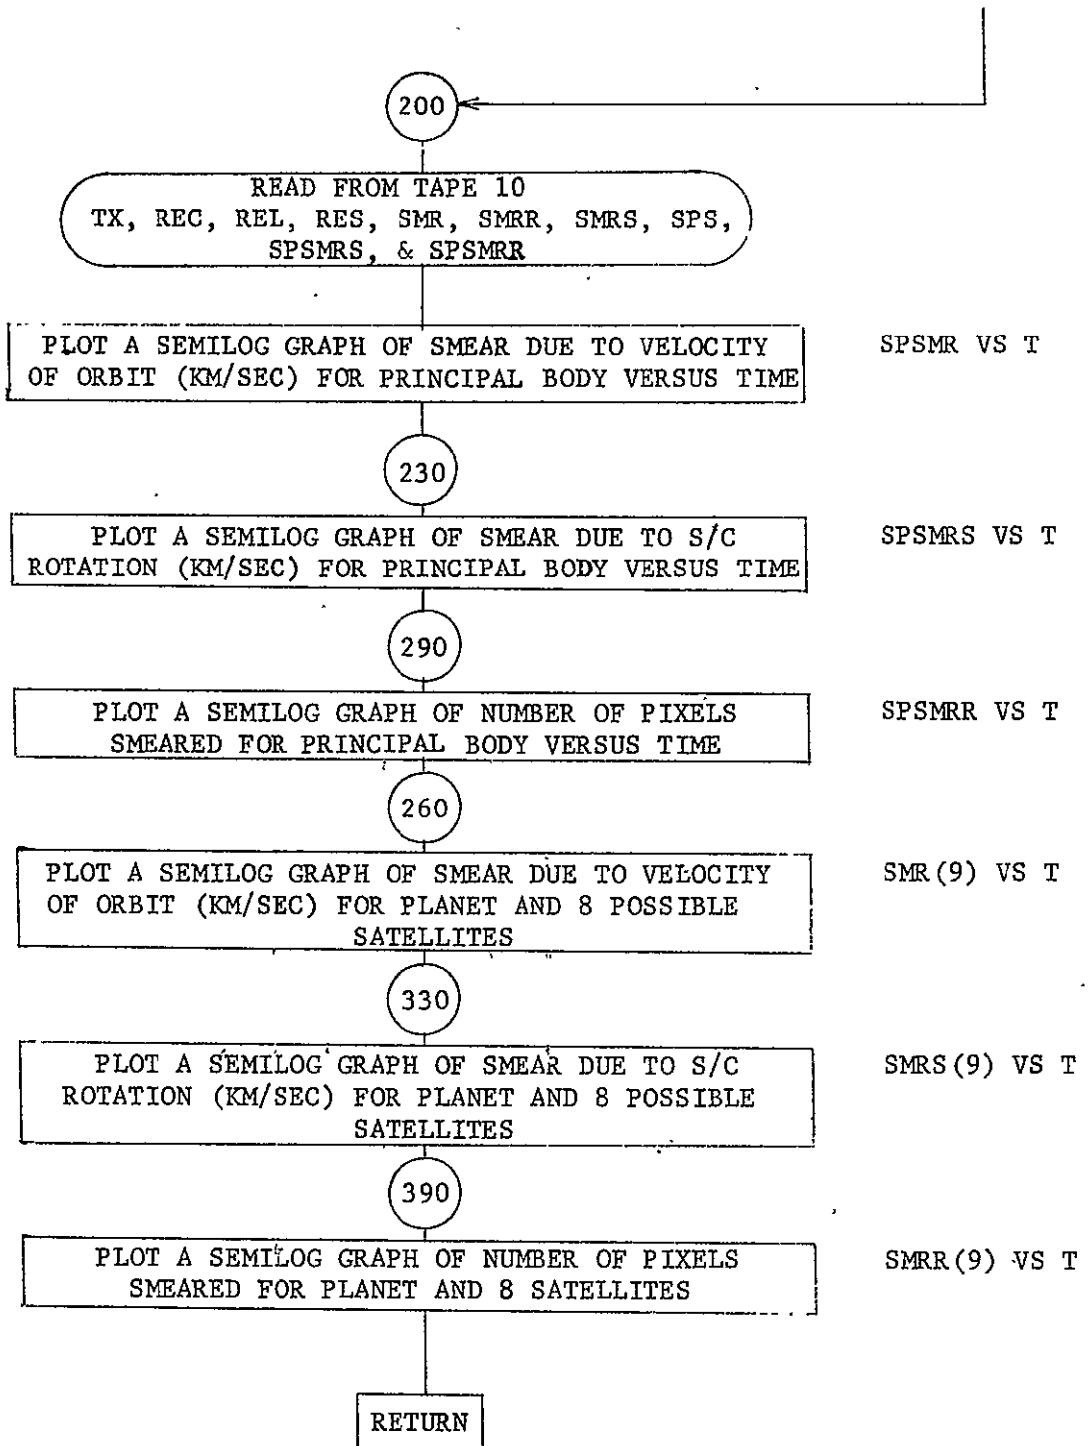 200
READ FROM TAPE 10
TX, REC, REL, RES, SMR, SMRR, SMRS, SPS,
SPSMRS, & SPSMRR
PLOT A SEMILOG GRAPH OF SMEAR DUE TO VELOCITY
OF ORBIT (KM/SEC) FOR PRINCIPAL BODY VERSUS TIME
SPSMR VS T
230
PLOT A SEMILOG GRAPH OF SMEAR DUE TO S/C
ROTATION (KM/SEC) FOR PRINCIPAL BODY VERSUS TIME
SPSMRS VS T
290
PLOT A SEMILOG GRAPH OF NUMBER OF PIXELS
SMEARED FOR PRINCIPAL BODY VERSUS TIME
SPSMRR VS T
260
PLOT A SEMILOG GRAPH OF SMEAR DUE TO VELOCITY
OF ORBIT (KM/SEC) FOR PLANET AND 8 POSSIBLE
SATELLITES
SMR(9) VS T
330
PLOT A SEMILOG GRAPH OF SMEAR DUE TO S/C
ROTATION (KM/SEC) FOR PLANET AND 8 POSSIBLE
SATELLITES
SMRS(9) VS T
390
PLOT A SEMILOG GRAPH OF NUMBER OF PIXELS
SMEARED FOR PLANET AND 8 SATELLITES
SMRR(9) VS T
RETURN